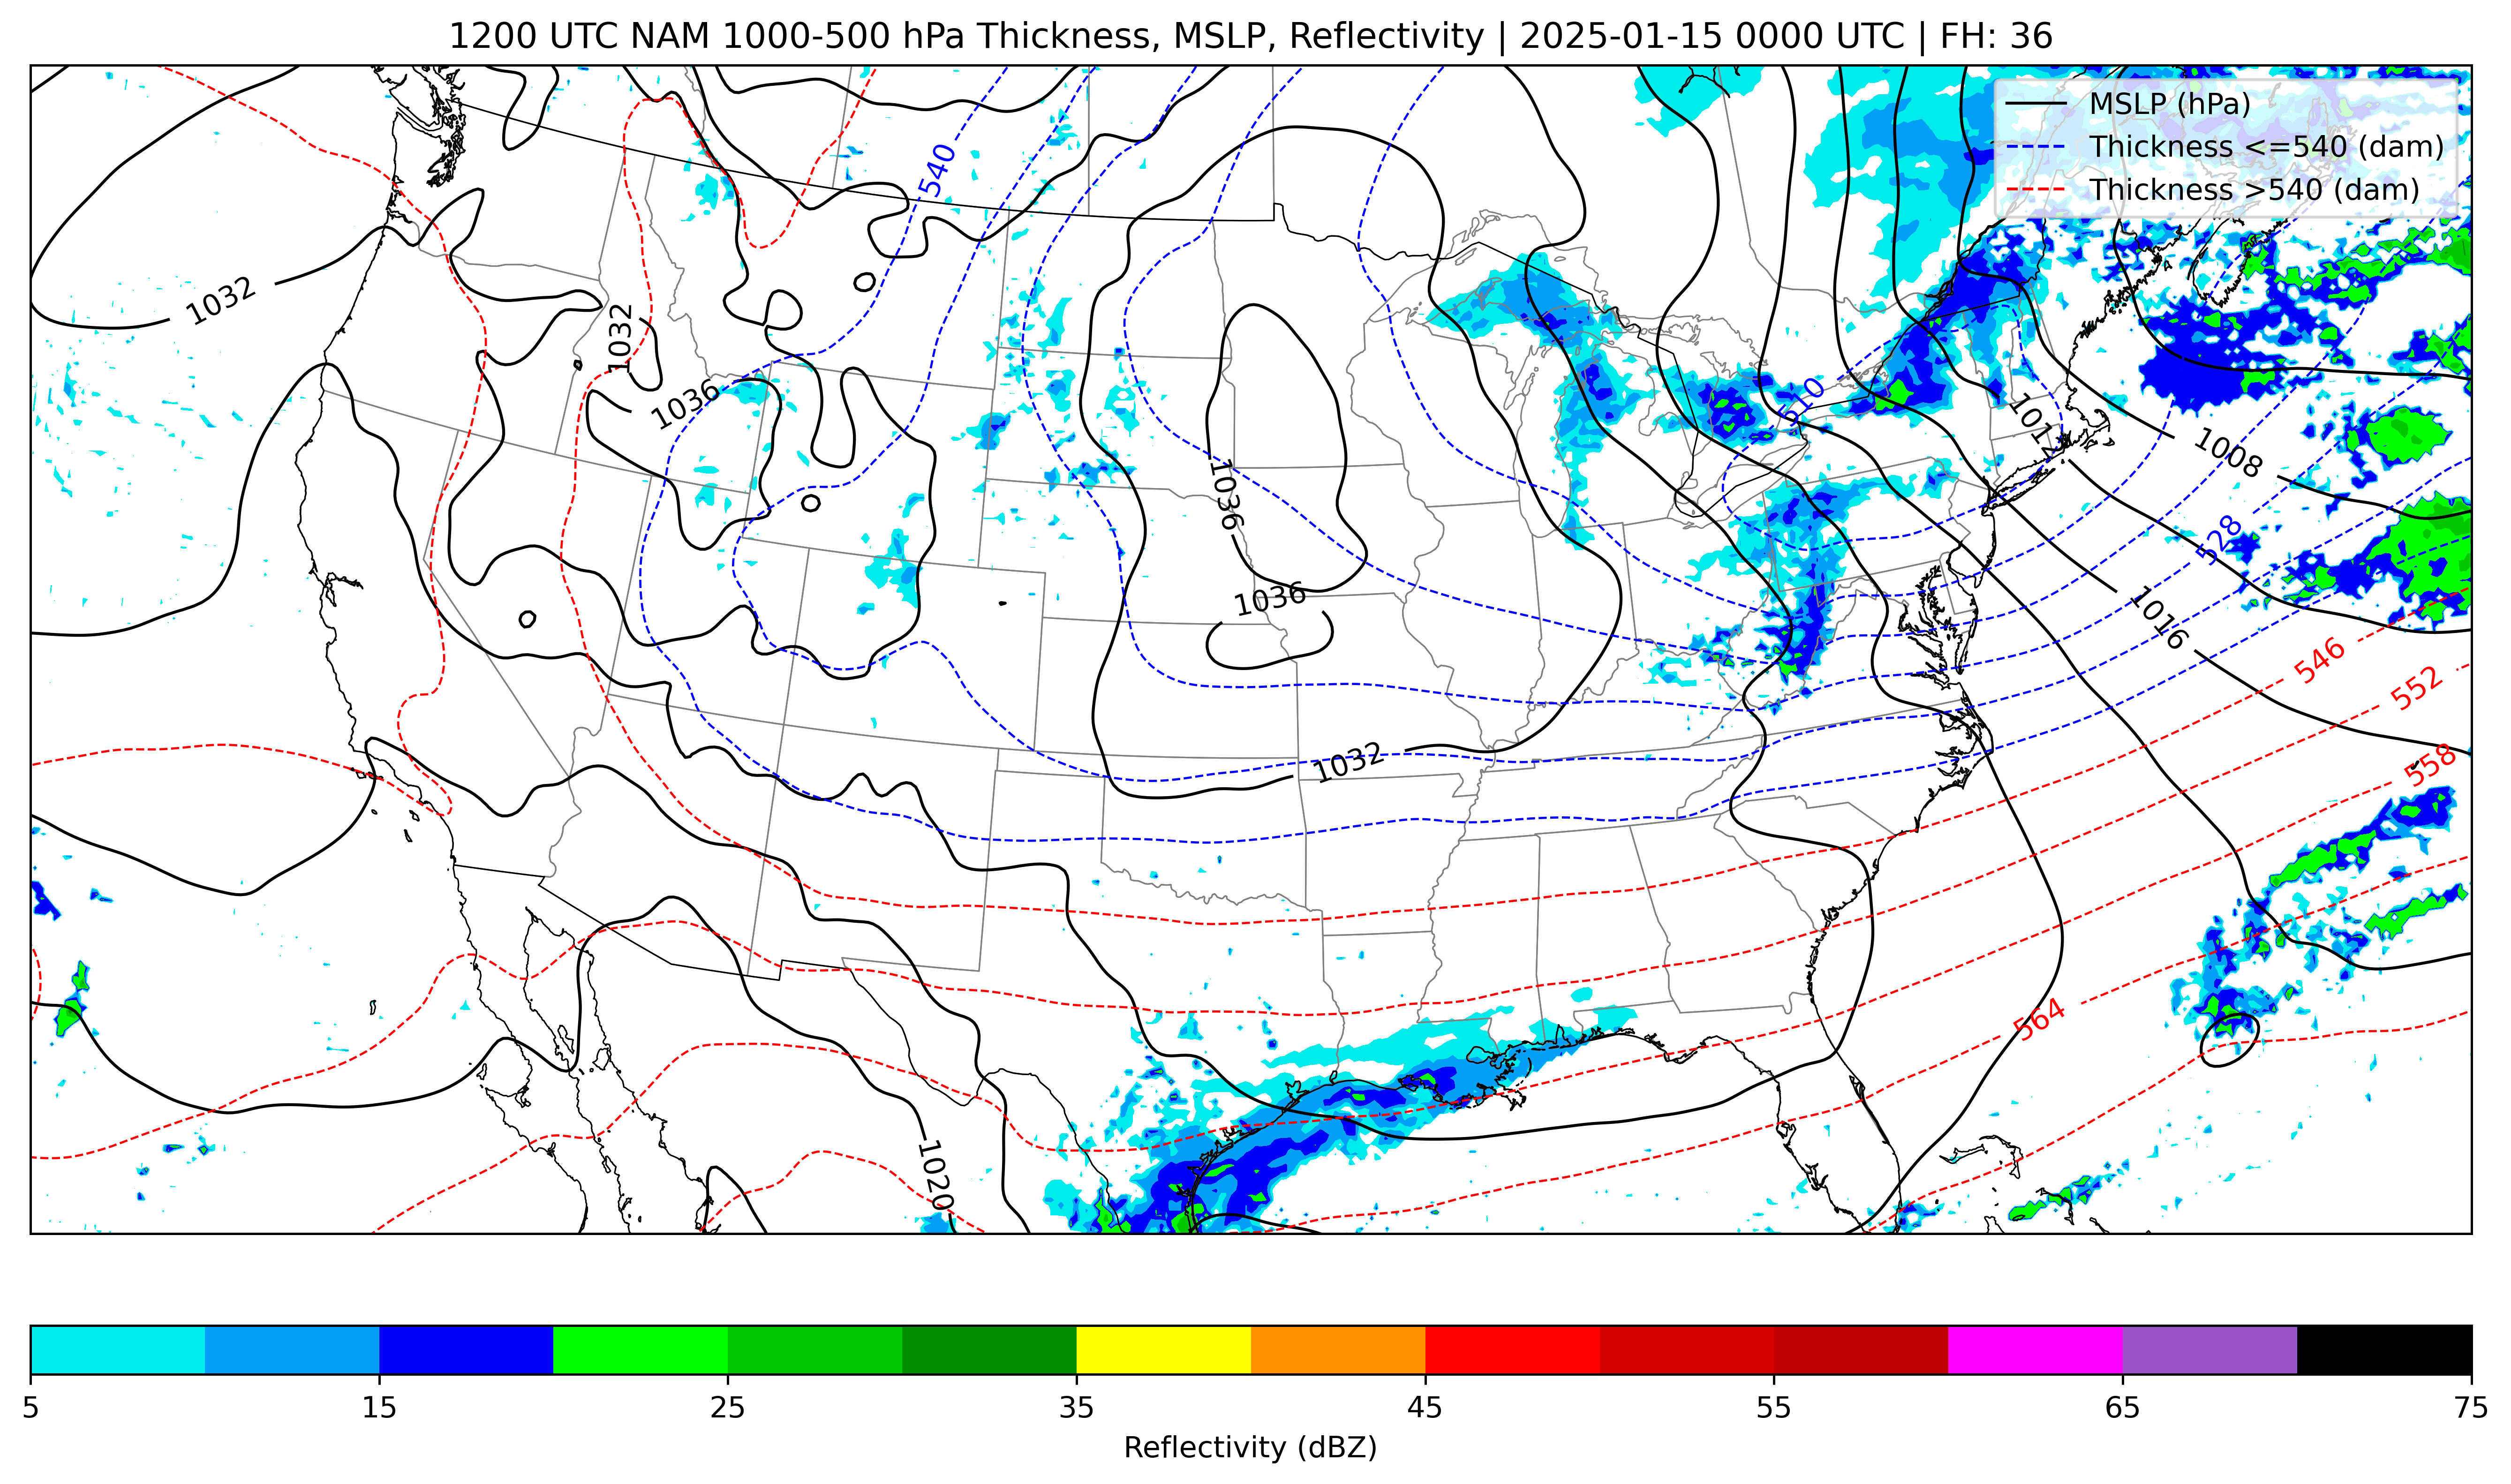 1200 UTC NAM 1000-500 hPa Thickness, MSLP, Reflectivity | 2025-01-15 0000 UTC | FH: 36
MSLP (hPa)
Thickness <=540 (dam)
Thickness >540 (dam)
540
1032
1032
1036
510
1012
1008
1036
528
1036
1016
546
552
1032
558
564
1020
5 15 25 35 45 55 65 75
Reflectivity (dBZ)